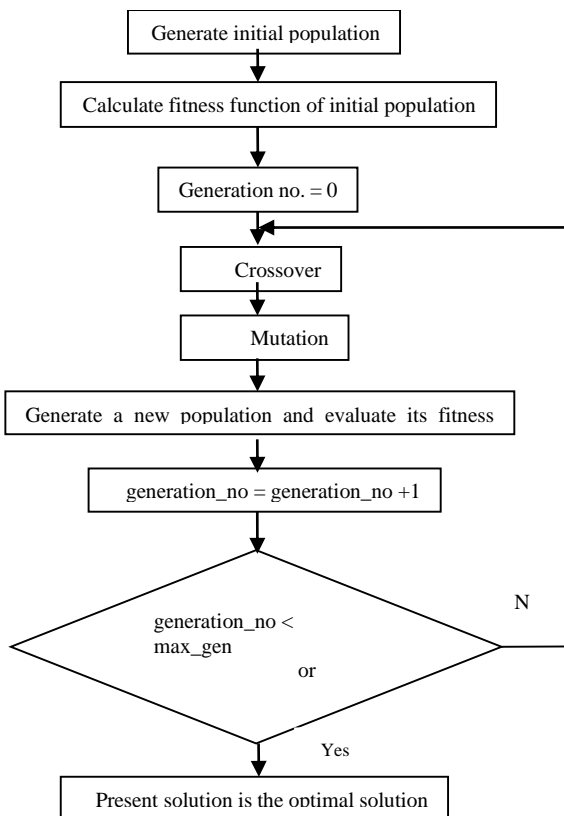 Generate initial population
Calculate fitness function of initial population
Generation no. = 0
Crossover
Mutation
Generate a new population and evaluate its fitness
generation_no = generation_no +1
generation_no <
max_gen
or
N
Yes
Present solution is the optimal solution